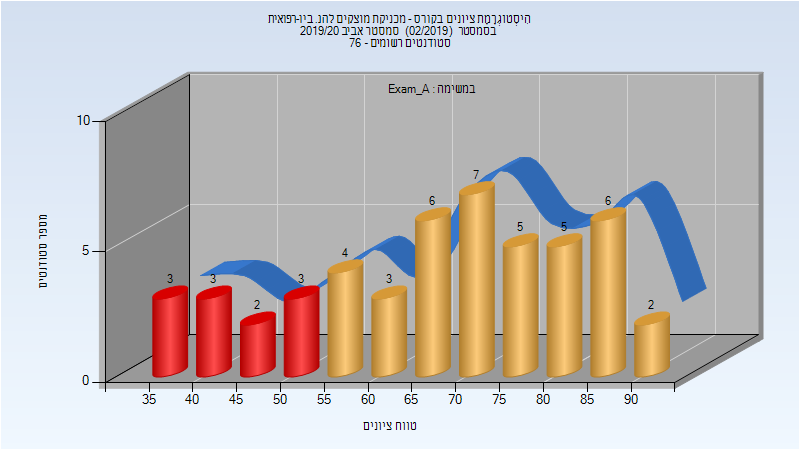 היסטוגרמת ציונים בקורס - מכניקת מוצקים להנ. ביו-רפואית
בסמסטר (02/2019) סמסטר אביב 2019/20
סטודנטים רשומים - 76
במשימה : Exam_A
מספרי סטודנטים
10
5
0
3
3
2
3
4
3
6
7
5
5
6
2
35 40 45 50 55 60 65 70 75 80 85 90
טווח ציונים